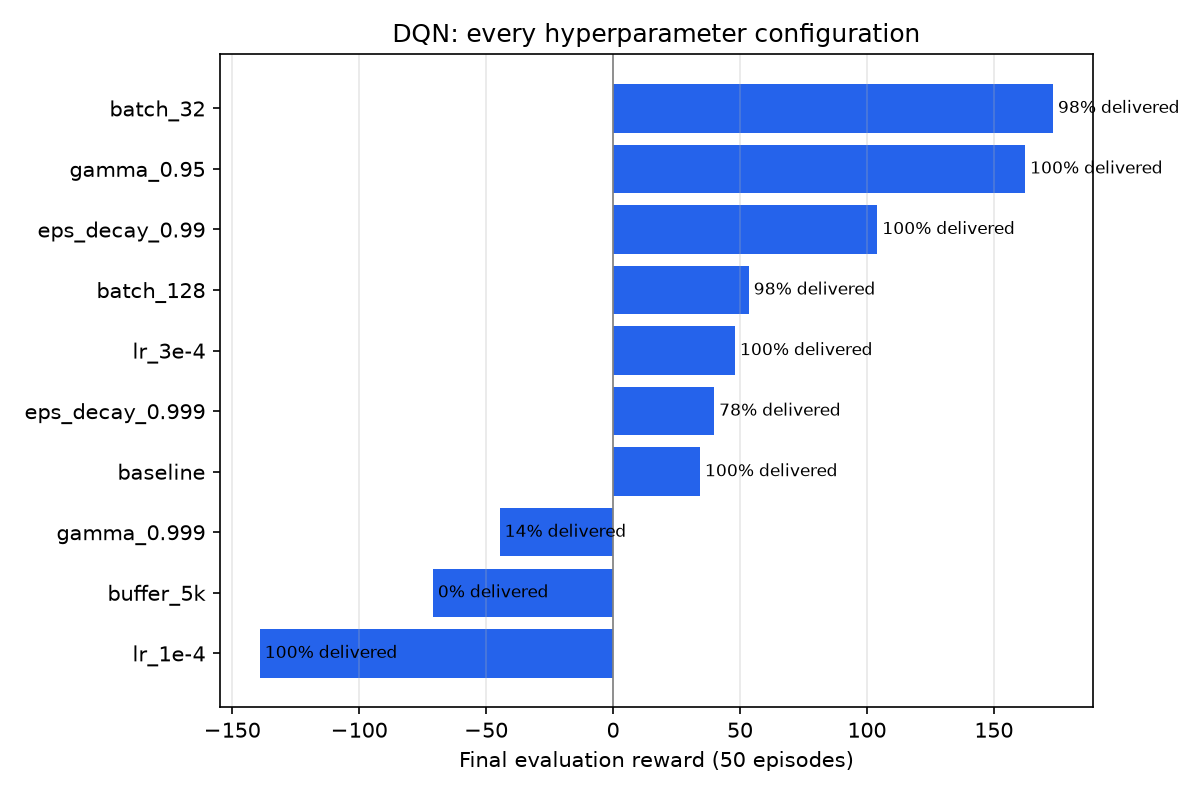 DQN: every hyperparameter configuration
batch_32 98% delivered
gamma_0.95 100% delivered
eps_decay_0.99 100% delivered
batch_128 98% delivered
lr_3e-4 100% delivered
eps_decay_0.999 78% delivered
baseline 100% delivered
gamma_0.999 14% delivered
buffer_5k 0% delivered
lr_1e-4 100% delivered
−150 −100 −50 0 50 100 150
Final evaluation reward (50 episodes)